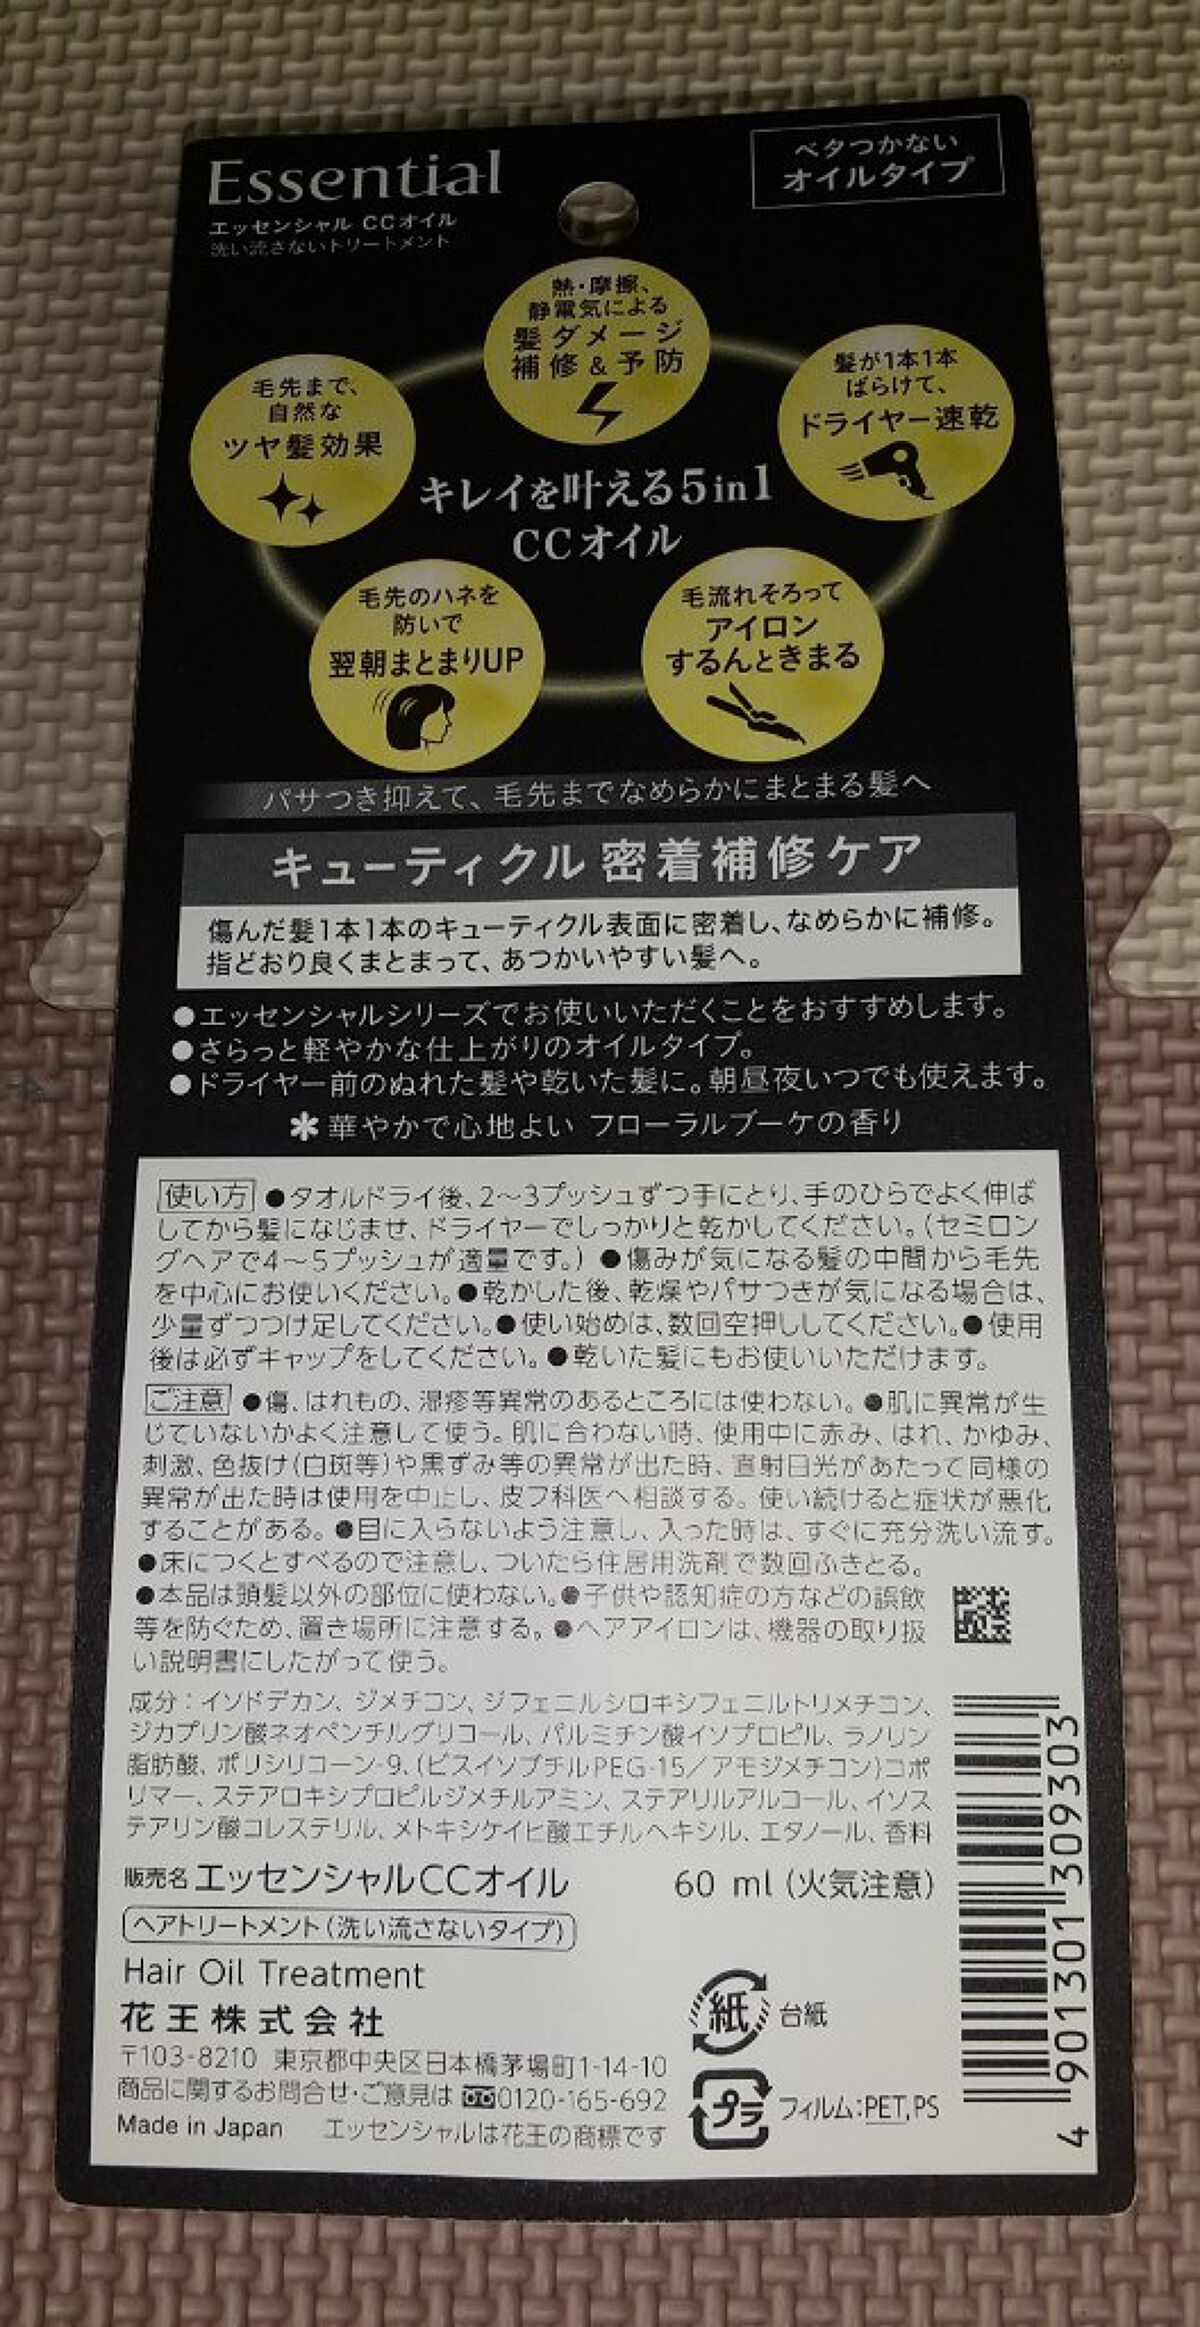 Essential
エッセンシャル CCオイル
洗い流さないトリートメント
ベタつかない
オイルタイプ
熱・摩擦、
静電気による
髪ダメージ
補修&予防
毛先まで、
自然な
ツヤ髪効果
髪が1本1本
ばらけて、
ドライヤー速乾
キレイを叶える5in1
CCオイル
毛先のハネを
防いで
翌朝まとまりUP
毛流れそろって
アイロン
するんときまる
パサつき抑えて、毛先までなめらかにまとまる髪へ
キューティクル 密着補修ケア
傷んだ髪1本1本のキューティクル表面に密着し、なめらかに補修。
指どおり良くまとまって、あつかいやすい髪へ。
●エッセンシャルシリーズでお使いいただくことをおすすめします。
●さらっと軽やかな仕上がりのオイルタイプ。
●ドライヤー前のぬれた髪や乾いた髪に。朝昼夜いつでも使えます。
＊華やかで心地よい フローラルブーケの香り
使い方 ●タオルドライ後、2～3プッシュずつ手にとり、手のひらでよく伸ば
してから髪になじませ、ドライヤーでしっかりと乾かしてください。(セミロン
グヘアで4～5プッシュが適量です。) ●傷みが気になる髪の中間から毛先
を中心にお使いください。●乾かした後、乾燥やパサつきが気になる場合は、
少量ずつつけ足してください。●使い始めは、数回空押ししてください。●使用
後は必ずキャップをしてください。●乾いた髪にもお使いいただけます。
ご注意 ●傷、はれもの、湿疹等異常のあるところには使わない。●肌に異常が生
じていないかよく注意して使う。肌に合わない時、使用中に赤み、はれ、かゆみ、
刺激、色抜け(白斑等)や黒ずみ等の異常が出た時、直射日光があたって同様の
異常が出た時は使用を中止し、皮フ科医へ相談する。使い続けると症状が悪化
することがある。●目に入らないよう注意し、入った時は、すぐに充分洗い流す。
●床につくとすべるので注意し、ついたら住居用洗剤で数回ふきとる。
●本品は頭髪以外の部位に使わない。●子供や認知症の方などの誤飲
等を防ぐため、置き場所に注意する。●ヘアアイロンは、機器の取り扱
い説明書にしたがって使う。
成分：イソドデカン、ジメチコン、ジフェニルシロキシフェニルトリメチコン、
ジカプリン酸ネオペンチルグリコール、パルミチン酸イソプロピル、ラノリン
脂肪酸、ポリシリコーン-9、(ビスイソブチルPEG-15／アモジメチコン)コポ
リマー、ステアロキシプロピルジメチルアミン、ステアリルアルコール、イソス
テアリン酸コレステリル、メトキシケイヒ酸エチルヘキシル、エタノール、香料
販売名 エッセンシャルCCオイル 60 ml (火気注意)
ヘアトリートメント(洗い流さないタイプ)
Hair Oil Treatment
花王株式会社
〒103-8210 東京都中央区日本橋茅場町1-14-10
商品に関するお問合せ・ご意見は 0120-165-692
Made in Japan エッセンシャルは花王の商標です
紙 台紙
プラ フィルム：PET,PS
4 901301 309303